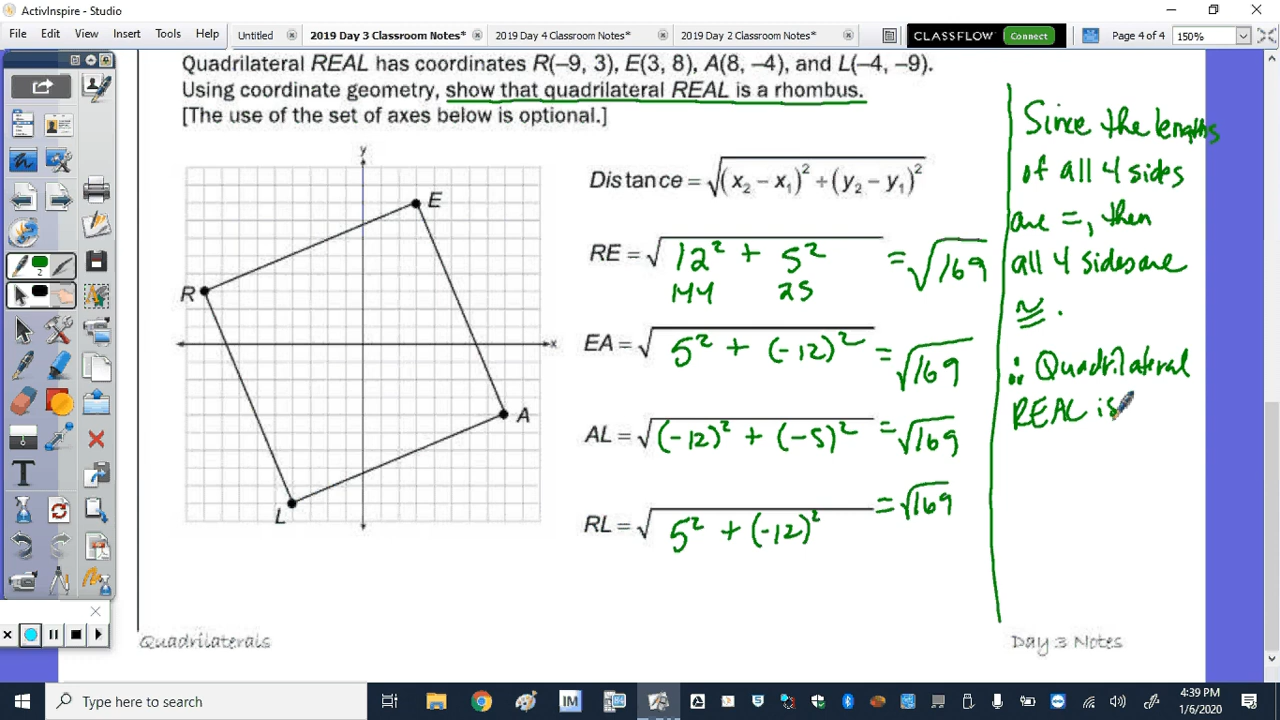 ActivInspire - Studio
File Edit View Insert Tools Help
Untitled
2019 Day 3 Classroom Notes*
2019 Day 4 Classroom Notes*
2019 Day 2 Classroom Notes*
CLASSFLOW Connect
Page 4 of 4
150%
Quadrilateral REAL has coordinates R(−9, 3), E(3, 8), A(8, −4), and L(−4, −9).
Using coordinate geometry, show that quadrilateral REAL is a rhombus.
[The use of the set of axes below is optional.]
y
E
R
x
A
L
Distance = √(x₂ − x₁)² + (y₂ − y₁)²
RE = √12² + 5² = √169
144 25
EA = √5² + (-12)² = √169
AL = √(-12)² + (-5)² = √169
RL = √5² + (-12)² = √169
Since the lengths
of all 4 sides
are =, then
all 4 sides are
≅.
∴ Quadrilateral
REAL is
Quadrilaterals
Day 3 Notes
2
T
Type here to search
IM
4:39 PM
1/6/2020